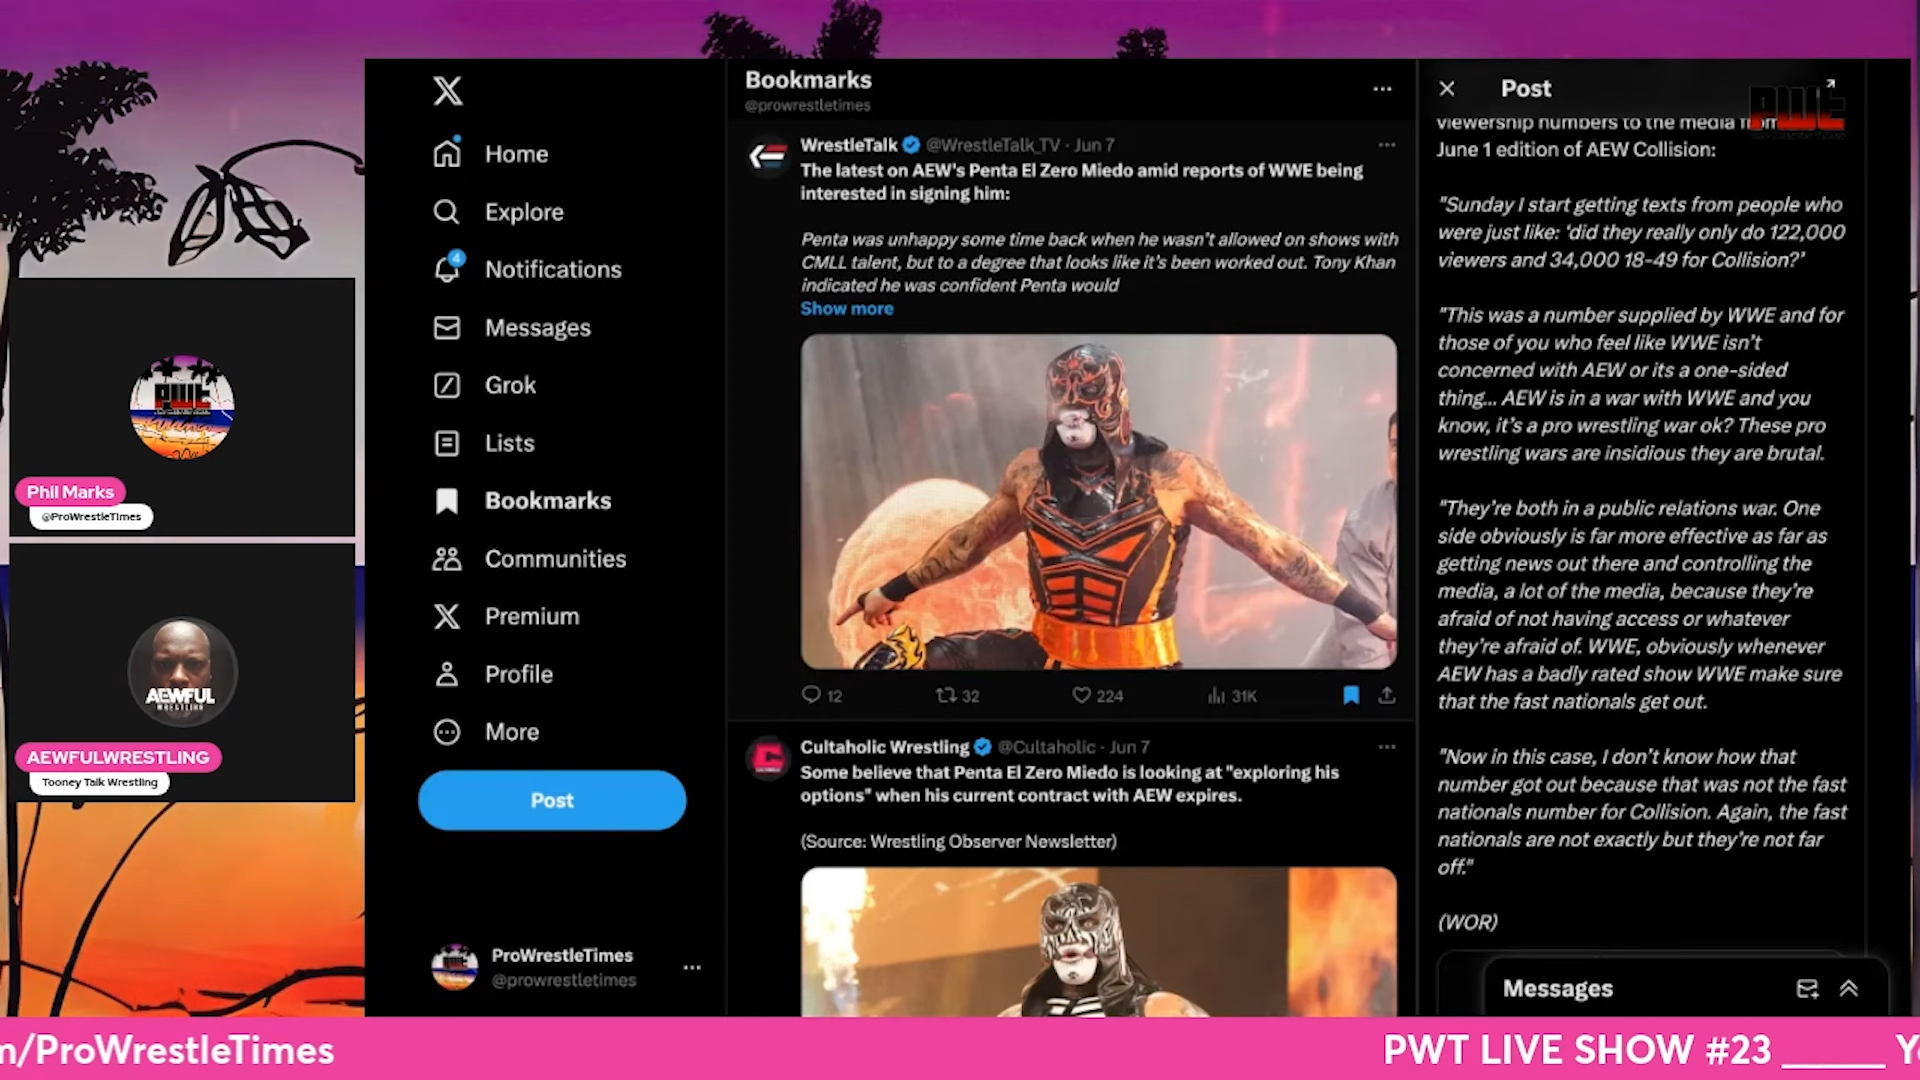 Bookmarks
@prowrestletimes
Home
Explore
4
Notifications
Messages
Grok
Lists
Bookmarks
Communities
Premium
Profile
More
Post
ProWrestleTimes
@prowrestletimes
PWT
Phil Marks
@ProWrestleTimes
AEWFUL
WRESTLING
AEWFULWRESTLING
Tooney Talk Wrestling
WrestleTalk @WrestleTalk_TV · Jun 7
The latest on AEW's Penta El Zero Miedo amid reports of WWE being
interested in signing him:
Penta was unhappy some time back when he wasn't allowed on shows with
CMLL talent, but to a degree that looks like it's been worked out. Tony Khan
indicated he was confident Penta would
Show more
12 32 224 31K
Cultaholic Wrestling @Cultaholic · Jun 7
Some believe that Penta El Zero Miedo is looking at "exploring his
options" when his current contract with AEW expires.
(Source: Wrestling Observer Newsletter)
Post
PWT
viewership numbers to the media from
June 1 edition of AEW Collision:
"Sunday I start getting texts from people who
were just like: 'did they really only do 122,000
viewers and 34,000 18-49 for Collision?'
"This was a number supplied by WWE and for
those of you who feel like WWE isn't
concerned with AEW or its a one-sided
thing... AEW is in a war with WWE and you
know, it's a pro wrestling war ok? These pro
wrestling wars are insidious they are brutal.
"They're both in a public relations war. One
side obviously is far more effective as far as
getting news out there and controlling the
media, a lot of the media, because they're
afraid of not having access or whatever
they're afraid of. WWE, obviously whenever
AEW has a badly rated show WWE make sure
that the fast nationals get out.
"Now in this case, I don't know how that
number got out because that was not the fast
nationals number for Collision. Again, the fast
nationals are not exactly but they're not far
off."
(WOR)
Messages
m/ProWrestleTimes
PWT LIVE SHOW #23 ______ Yo